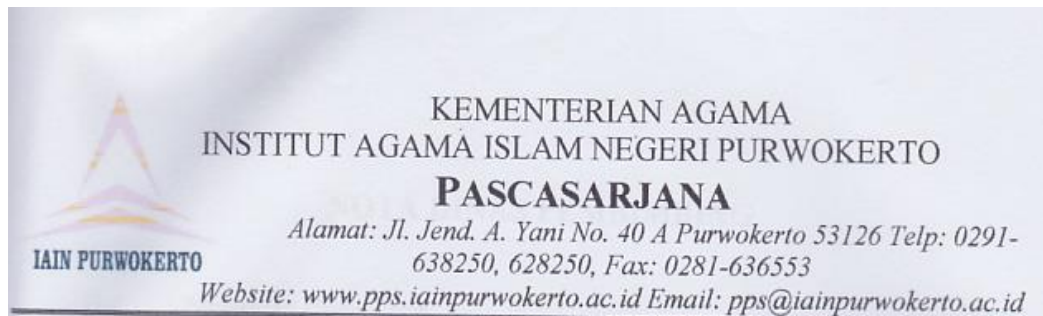 KEMENTERIAN AGAMA
INSTITUT AGAMA ISLAM NEGERI PURWOKERTO
PASCASARJANA
Alamat: Jl. Jend. A. Yani No. 40 A Purwokerto 53126 Telp: 0291-
638250, 628250, Fax: 0281-636553
IAIN PURWOKERTO
Website: www.pps.iainpurwokerto.ac.id Email: pps@iainpurwokerto.ac.id